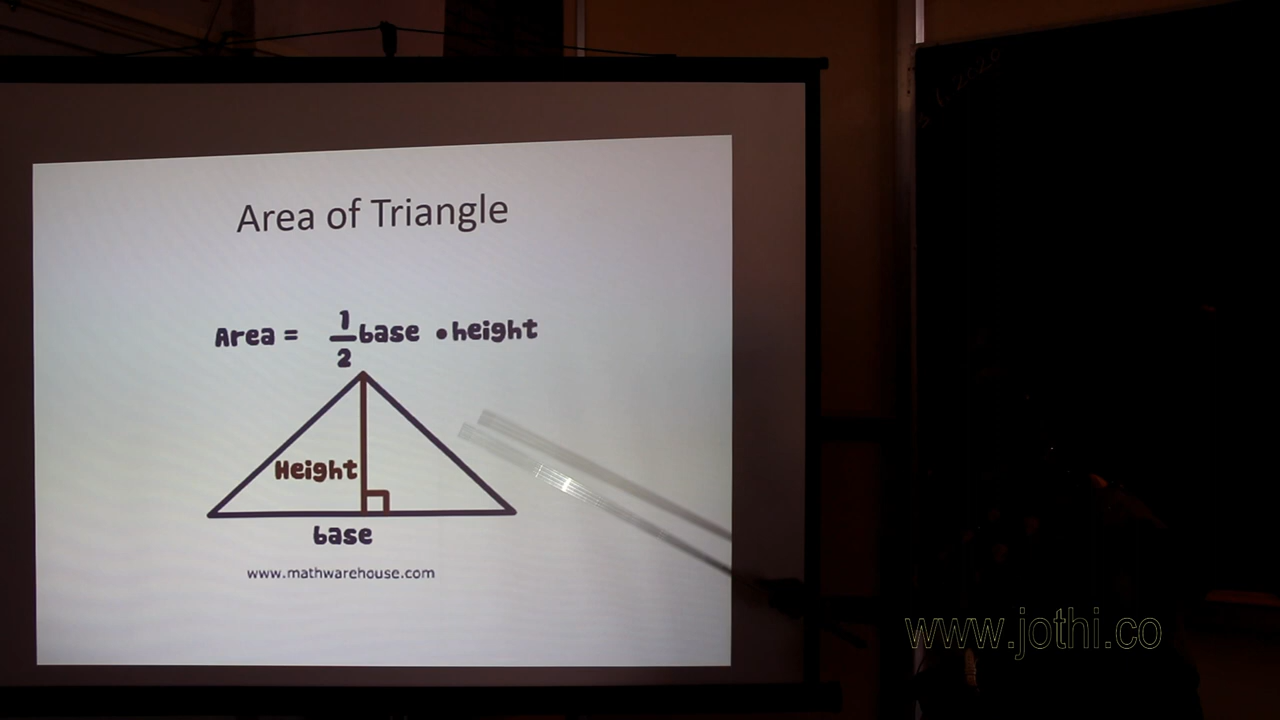 Area of Triangle
Area = 1/2 base • height
Height
base
www.mathwarehouse.com
www.jothi.co